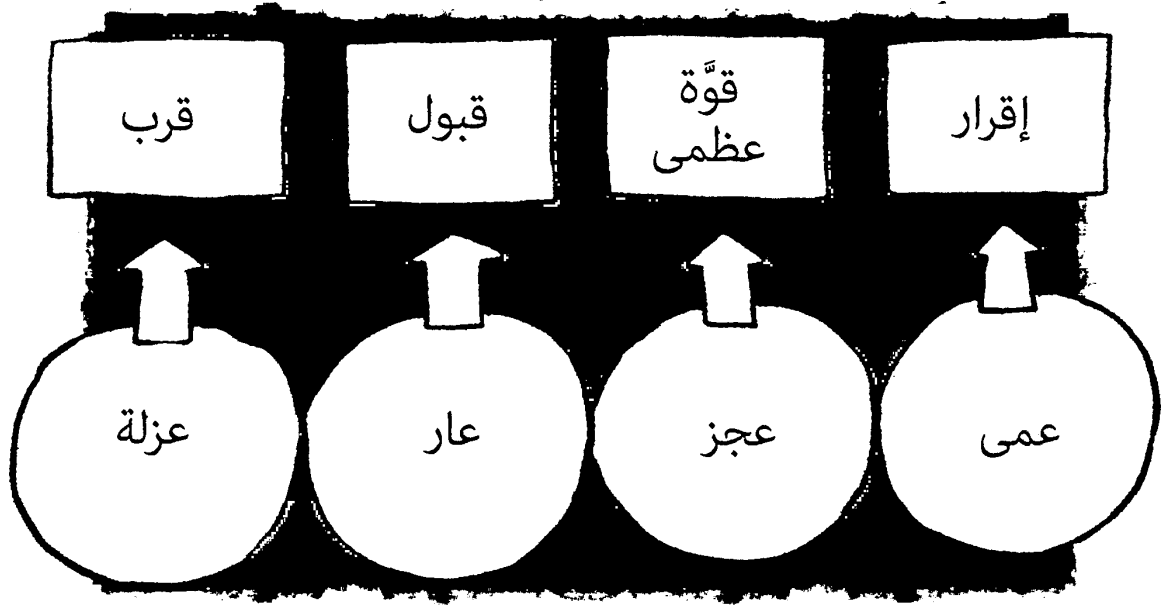 إقرار
قوَّة
عظمى
قبول
قرب
عمى
عجز
عار
عزلة